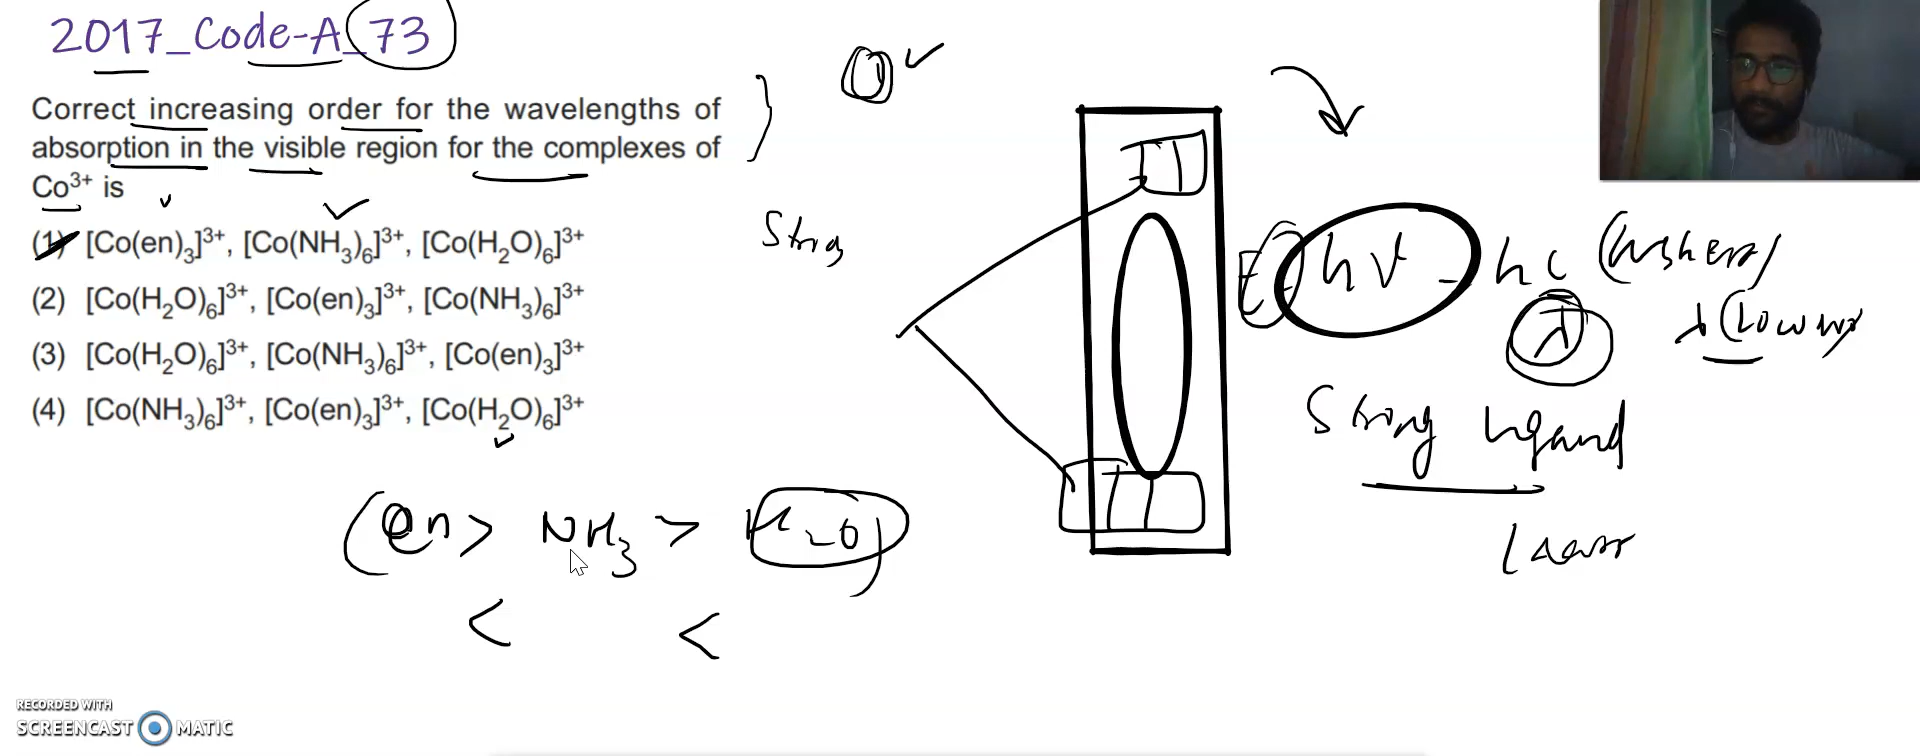 2017_Code-A_73
Correct increasing order for the wavelengths of
absorption in the visible region for the complexes of
Co³⁺ is
(1) [Co(en)₃]³⁺, [Co(NH₃)₆]³⁺, [Co(H₂O)₆]³⁺
(2) [Co(H₂O)₆]³⁺, [Co(en)₃]³⁺, [Co(NH₃)₆]³⁺
(3) [Co(H₂O)₆]³⁺, [Co(NH₃)₆]³⁺, [Co(en)₃]³⁺
(4) [Co(NH₃)₆]³⁺, [Co(en)₃]³⁺, [Co(H₂O)₆]³⁺
(en > NH₃ > H₂O)
< <
hν = hc
λ
λ (Lower
Strong ligand
RECORDED WITH
SCREENCAST MATIC